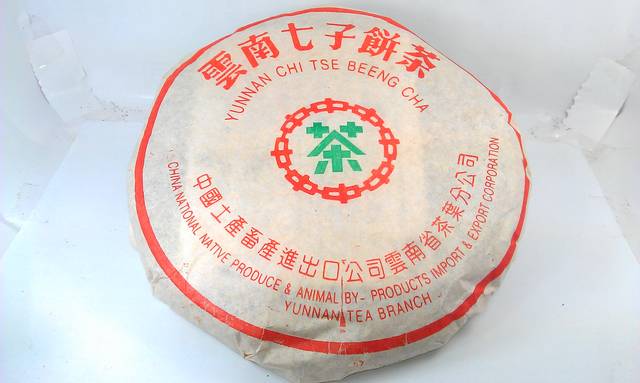 雲南七子餅茶
YUNNAN CHI TSE BEENG CHA
茶
中國土產畜產進出口公司雲南省茶葉分公司
CHINA NATIONAL NATIVE PRODUCE & ANIMAL BY- PRODUCTS IMPORT & EXPORT CORPORATION
YUNNAN TEA BRANCH